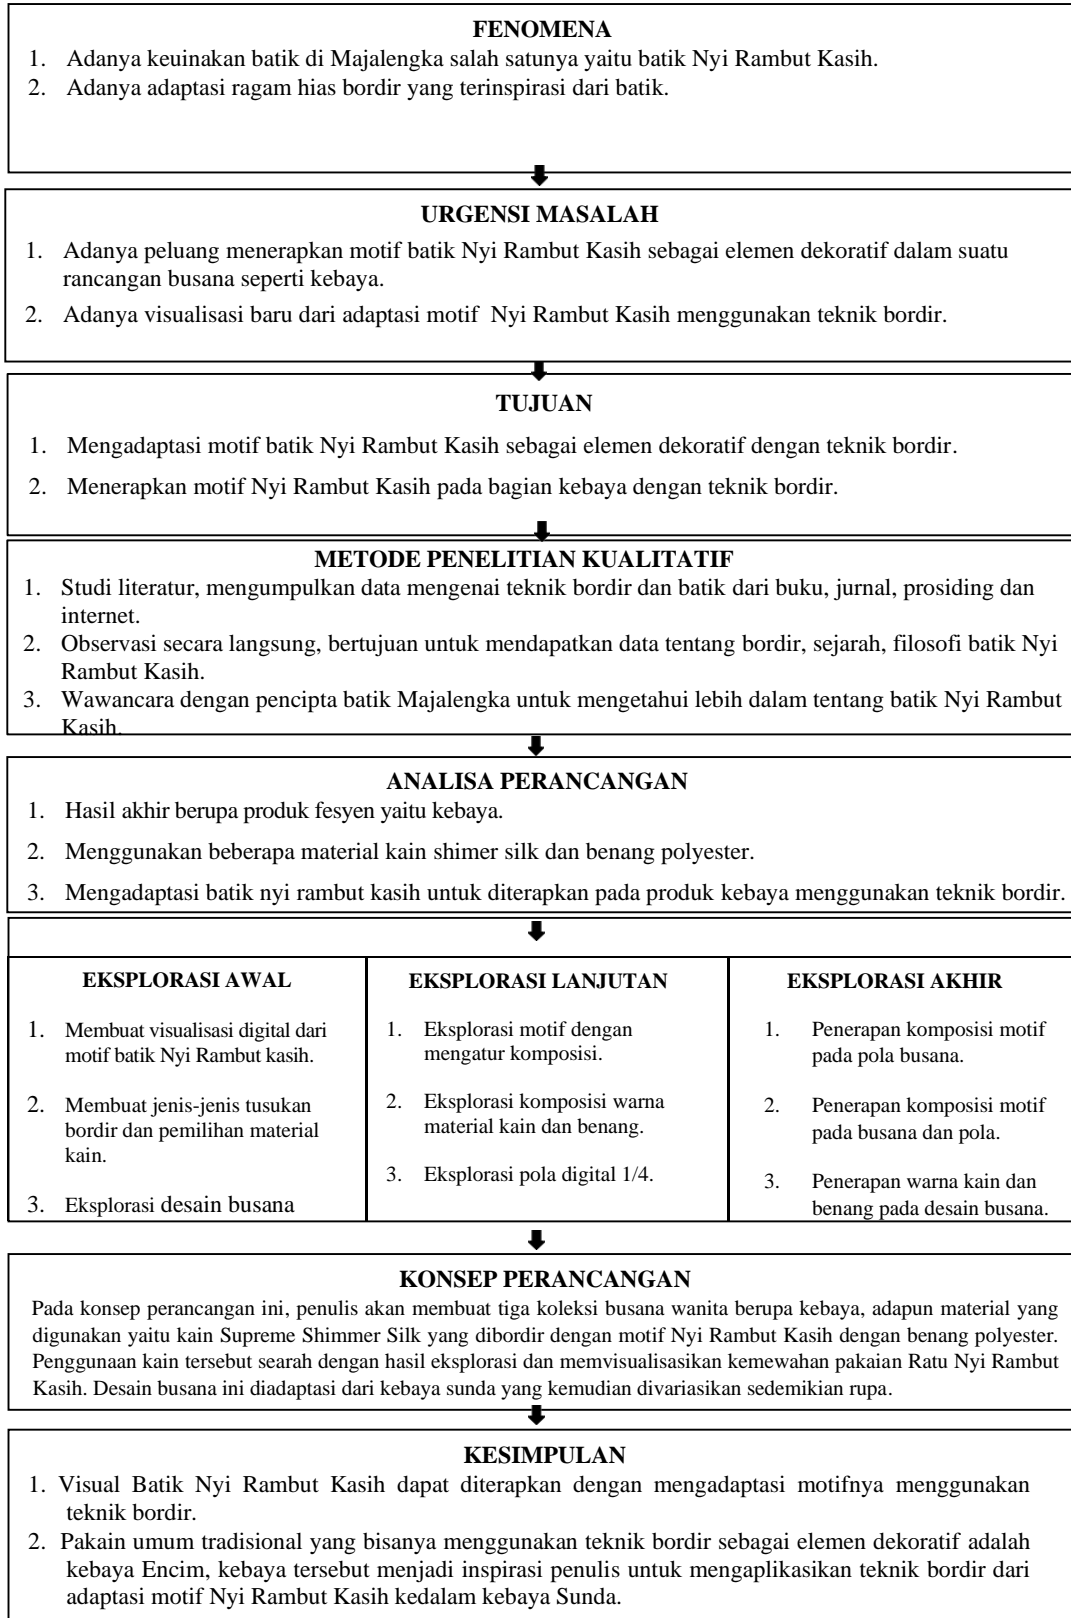 FENOMENA
1. Adanya keuinakan batik di Majalengka salah satunya yaitu batik Nyi Rambut Kasih.
2. Adanya adaptasi ragam hias bordir yang terinspirasi dari batik.
URGENSI MASALAH
1. Adanya peluang menerapkan motif batik Nyi Rambut Kasih sebagai elemen dekoratif dalam suatu
rancangan busana seperti kebaya.
2. Adanya visualisasi baru dari adaptasi motif Nyi Rambut Kasih menggunakan teknik bordir.
TUJUAN
1. Mengadaptasi motif batik Nyi Rambut Kasih sebagai elemen dekoratif dengan teknik bordir.
2. Menerapkan motif Nyi Rambut Kasih pada bagian kebaya dengan teknik bordir.
METODE PENELITIAN KUALITATIF
1. Studi literatur, mengumpulkan data mengenai teknik bordir dan batik dari buku, jurnal, prosiding dan
internet.
2. Observasi secara langsung, bertujuan untuk mendapatkan data tentang bordir, sejarah, filosofi batik Nyi
Rambut Kasih.
3. Wawancara dengan pencipta batik Majalengka untuk mengetahui lebih dalam tentang batik Nyi Rambut
Kasih.
ANALISA PERANCANGAN
1. Hasil akhir berupa produk fesyen yaitu kebaya.
2. Menggunakan beberapa material kain shimer silk dan benang polyester.
3. Mengadaptasi batik nyi rambut kasih untuk diterapkan pada produk kebaya menggunakan teknik bordir.
EKSPLORASI AWAL
1. Membuat visualisasi digital dari
motif batik Nyi Rambut kasih.
2. Membuat jenis-jenis tusukan
bordir dan pemilihan material
kain.
3. Eksplorasi desain busana
EKSPLORASI LANJUTAN
1. Eksplorasi motif dengan
mengatur komposisi.
2. Eksplorasi komposisi warna
material kain dan benang.
3. Eksplorasi pola digital 1/4.
EKSPLORASI AKHIR
1. Penerapan komposisi motif
pada pola busana.
2. Penerapan komposisi motif
pada busana dan pola.
3. Penerapan warna kain dan
benang pada desain busana.
KONSEP PERANCANGAN
Pada konsep perancangan ini, penulis akan membuat tiga koleksi busana wanita berupa kebaya, adapun material yang
digunakan yaitu kain Supreme Shimmer Silk yang dibordir dengan motif Nyi Rambut Kasih dengan benang polyester.
Penggunaan kain tersebut searah dengan hasil eksplorasi dan memvisualisasikan kemewahan pakaian Ratu Nyi Rambut
Kasih. Desain busana ini diadaptasi dari kebaya sunda yang kemudian divariasikan sedemikian rupa.
KESIMPULAN
1. Visual Batik Nyi Rambut Kasih dapat diterapkan dengan mengadaptasi motifnya menggunakan
teknik bordir.
2. Pakain umum tradisional yang bisanya menggunakan teknik bordir sebagai elemen dekoratif adalah
kebaya Encim, kebaya tersebut menjadi inspirasi penulis untuk mengaplikasikan teknik bordir dari
adaptasi motif Nyi Rambut Kasih kedalam kebaya Sunda.